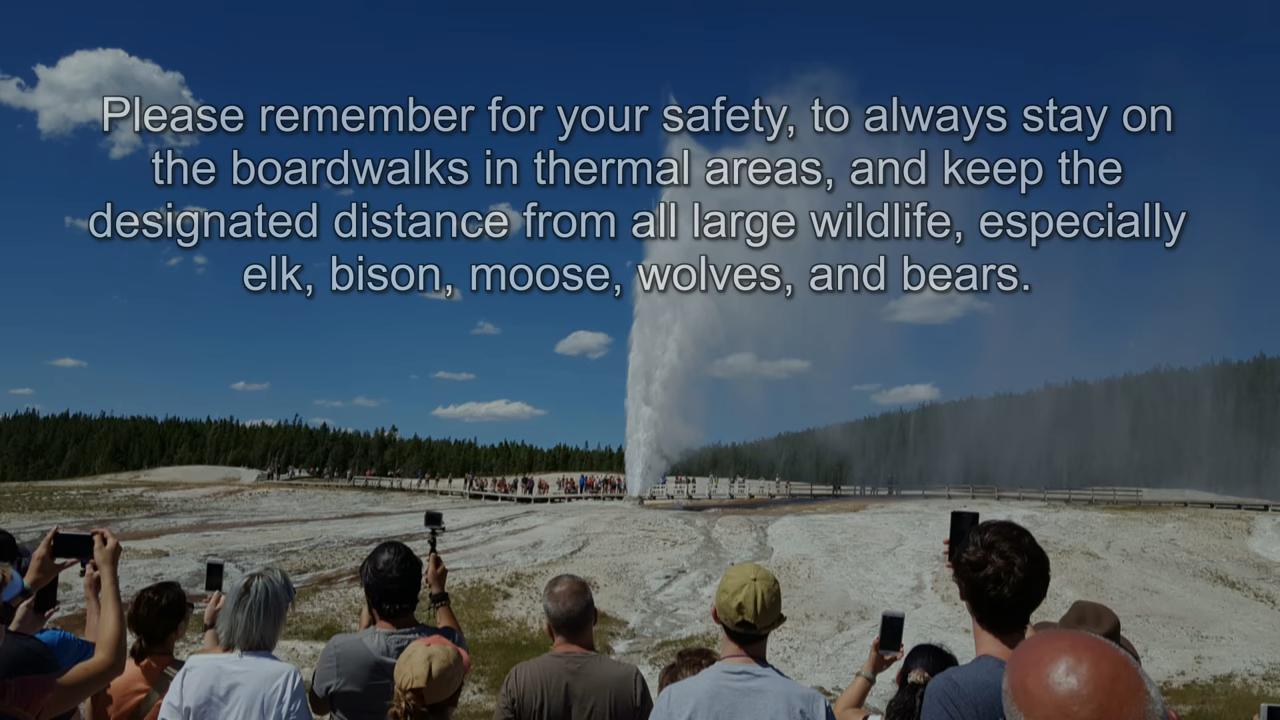 Please remember for your safety, to always stay on
the boardwalks in thermal areas, and keep the
designated distance from all large wildlife, especially
elk, bison, moose, wolves, and bears.